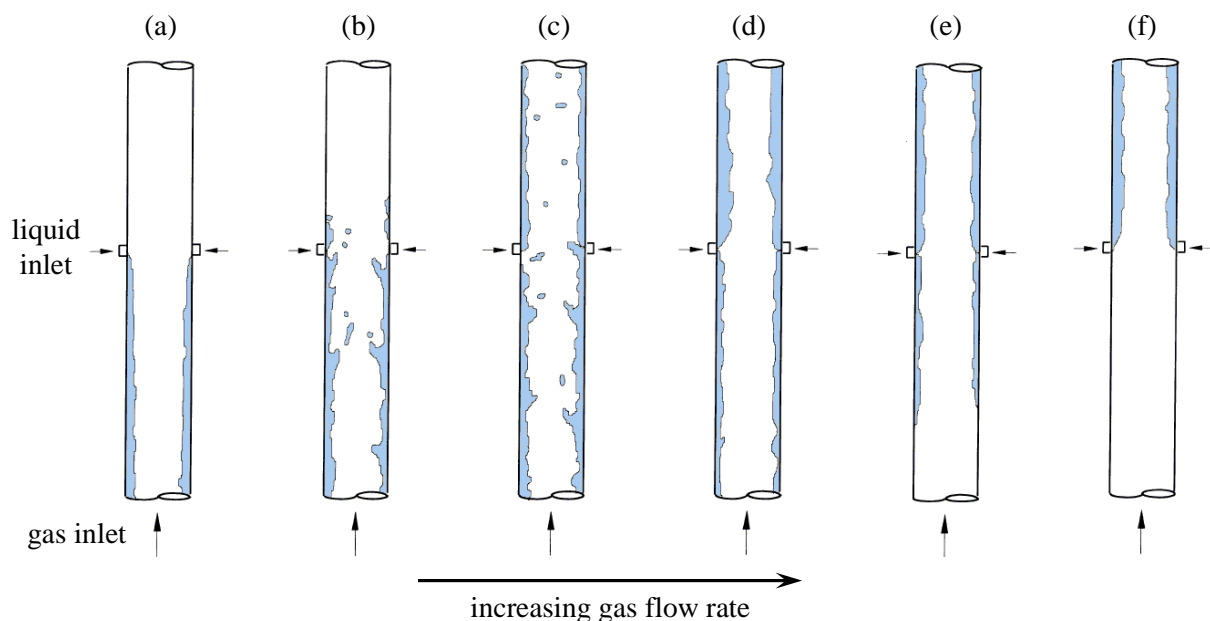 (a) (b) (c) (d) (e) (f)
liquid
inlet
gas inlet
increasing gas flow rate